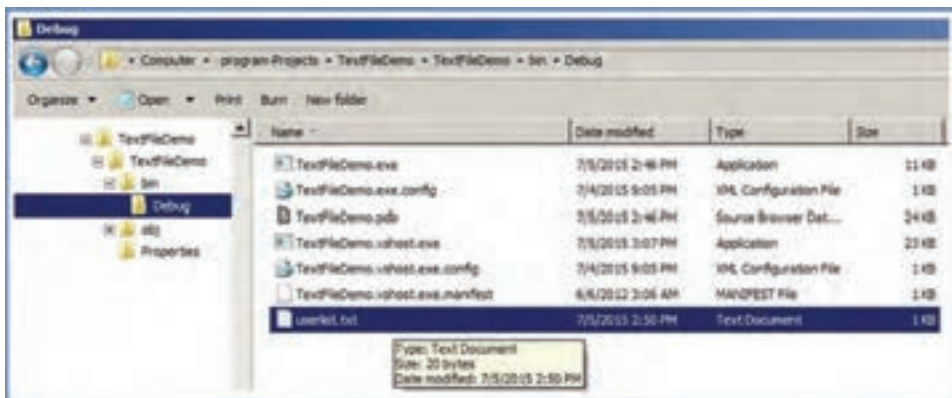 Debug
Computer • program-Projects • TextFileDemo • TextFileDemo • bin • Debug
Organize Open Print Burn New folder
TextFileDemo
TextFileDemo
bin
Debug
obj
Properties
Name Date modified Type Size
TextFileDemo.exe 7/5/2015 2:46 PM Application 11 KB
TextFileDemo.exe.config 7/4/2015 9:05 PM XML Configuration File 1 KB
TextFileDemo.pdb 7/5/2015 2:46 PM Source Browser Dat... 24 KB
TextFileDemo.vshost.exe 7/5/2015 3:07 PM Application 23 KB
TextFileDemo.vshost.exe.config 7/4/2015 9:05 PM XML Configuration File 1 KB
TextFileDemo.vshost.exe.manifest 6/6/2012 3:06 AM MANIFEST File 1 KB
userlist.txt 7/5/2015 2:50 PM Text Document 1 KB
Type: Text Document
Size: 20 bytes
Date modified: 7/5/2015 2:50 PM